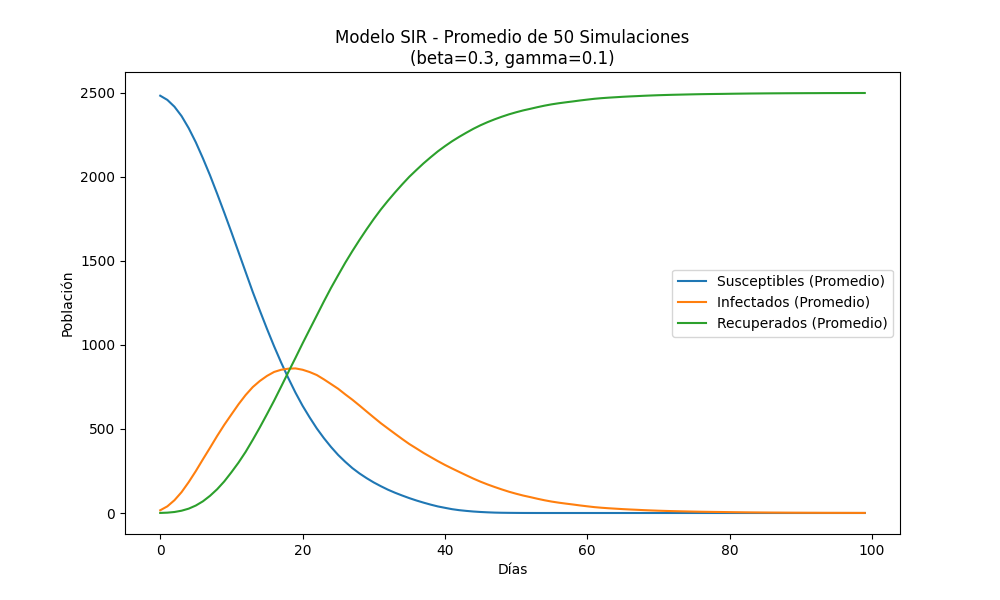 Modelo SIR - Promedio de 50 Simulaciones
(beta=0.3, gamma=0.1)
Población
2500
2000
1500
1000
500
0
Susceptibles (Promedio)
Infectados (Promedio)
Recuperados (Promedio)
0 20 40 60 80 100
Días